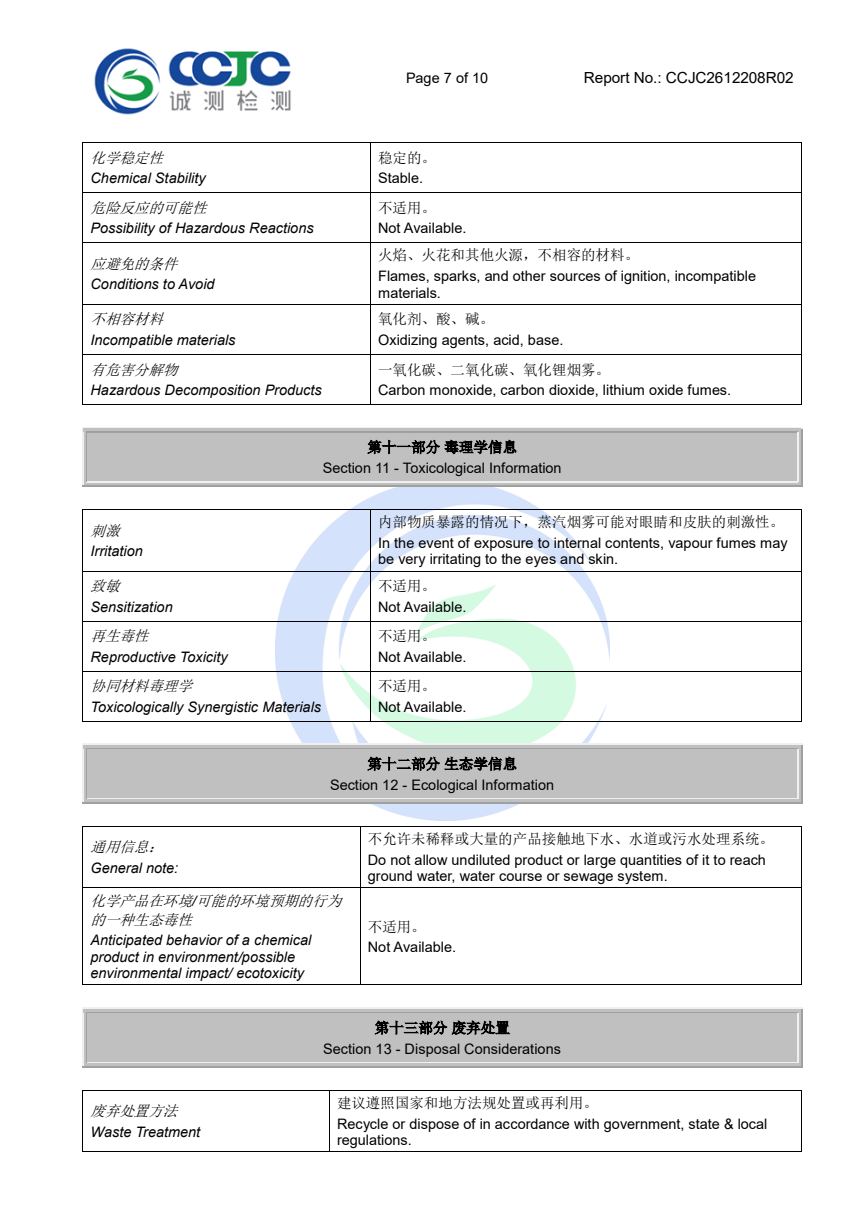 CCJC
诚测检测
Page 7 of 10
Report No.: CCJC2612208R02
化学稳定性
Chemical Stability
稳定的。
Stable.
危险反应的可能性
Possibility of Hazardous Reactions
不适用。
Not Available.
应避免的条件
Conditions to Avoid
火焰、火花和其他火源，不相容的材料。
Flames, sparks, and other sources of ignition, incompatible
materials.
不相容材料
Incompatible materials
氧化剂、酸、碱。
Oxidizing agents, acid, base.
有危害分解物
Hazardous Decomposition Products
一氧化碳、二氧化碳、氧化锂烟雾。
Carbon monoxide, carbon dioxide, lithium oxide fumes.
第十一部分 毒理学信息
Section 11 - Toxicological Information
刺激
Irritation
内部物质暴露的情况下，蒸汽烟雾可能对眼睛和皮肤的刺激性。
In the event of exposure to internal contents, vapour fumes may
be very irritating to the eyes and skin.
致敏
Sensitization
不适用。
Not Available.
再生毒性
Reproductive Toxicity
不适用。
Not Available.
协同材料毒理学
Toxicologically Synergistic Materials
不适用。
Not Available.
第十二部分 生态学信息
Section 12 - Ecological Information
通用信息：
General note:
不允许未稀释或大量的产品接触地下水、水道或污水处理系统。
Do not allow undiluted product or large quantities of it to reach
ground water, water course or sewage system.
化学产品在环境/可能的环境预期的行为
的一种生态毒性
Anticipated behavior of a chemical
product in environment/possible
environmental impact/ ecotoxicity
不适用。
Not Available.
第十三部分 废弃处置
Section 13 - Disposal Considerations
废弃处置方法
Waste Treatment
建议遵照国家和地方法规处置或再利用。
Recycle or dispose of in accordance with government, state & local
regulations.